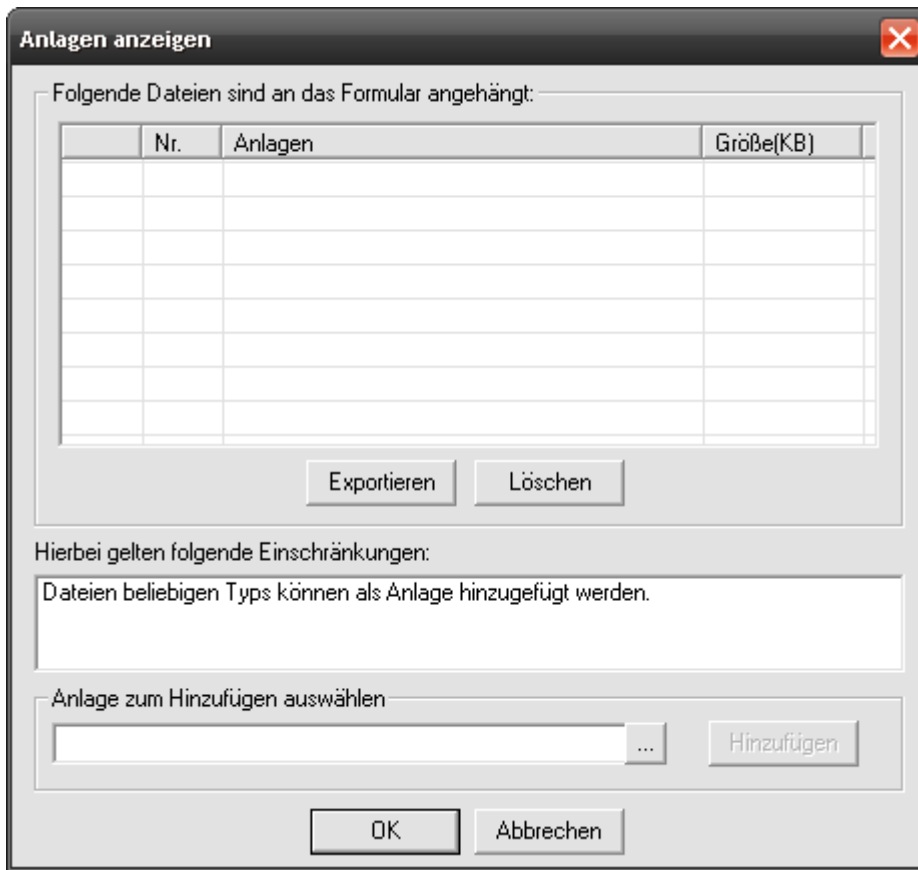 Anlagen anzeigen
Folgende Dateien sind an das Formular angehängt:
Nr. Anlagen Größe(KB)
Exportieren Löschen
Hierbei gelten folgende Einschränkungen:
Dateien beliebigen Typs können als Anlage hinzugefügt werden.
Anlage zum Hinzufügen auswählen
... Hinzufügen
OK Abbrechen